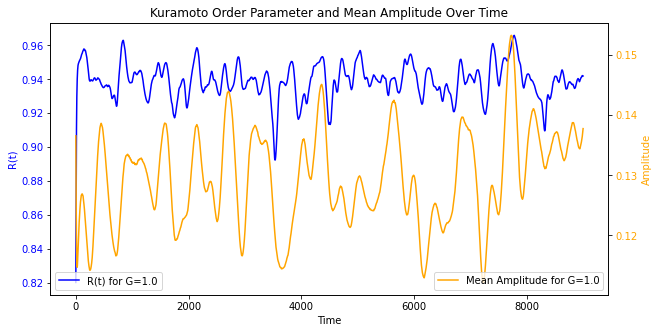 Kuramoto Order Parameter and Mean Amplitude Over Time
R(t)
0.96
0.94
0.92
0.90
0.88
0.86
0.84
0.82
0
2000
4000
6000
8000
Time
0.15
0.14
0.13
0.12
Amplitude
R(t) for G=1.0
Mean Amplitude for G=1.0